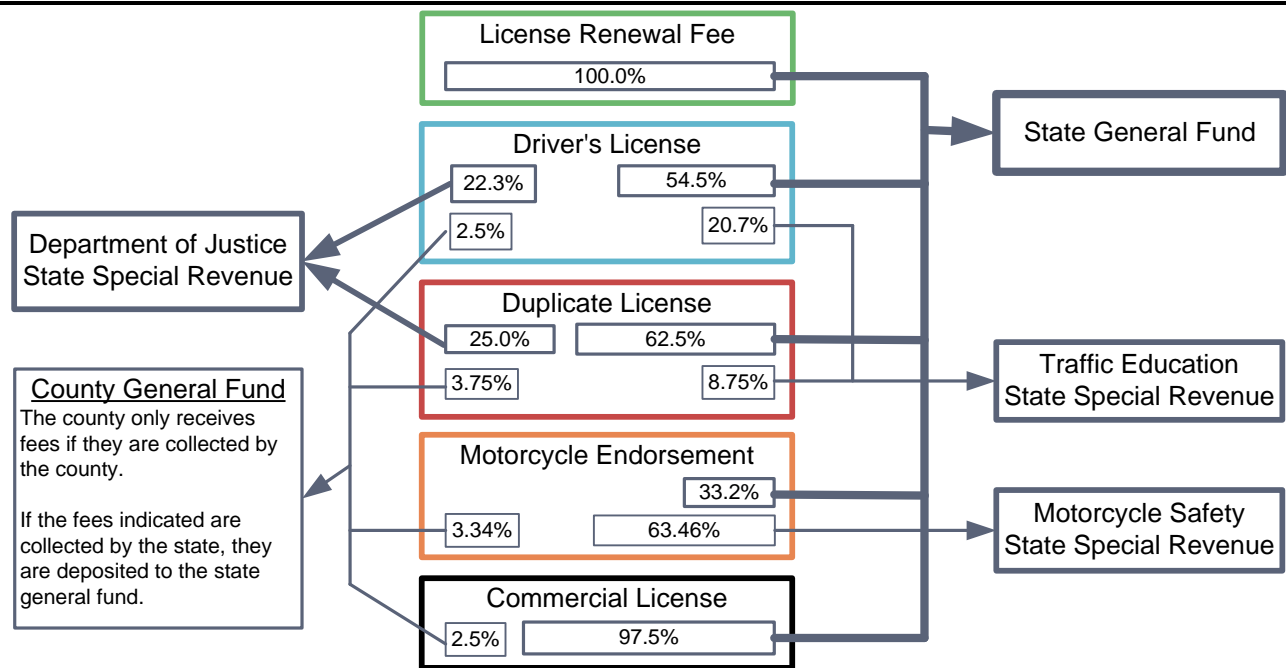 License Renewal Fee
100.0%
State General Fund
Driver's License
22.3%
54.5%
2.5%
20.7%
Department of Justice
State Special Revenue
Duplicate License
25.0%
62.5%
3.75%
8.75%
Traffic Education
State Special Revenue
County General Fund
The county only receives
fees if they are collected by
the county.
If the fees indicated are
collected by the state, they
are deposited to the state
general fund.
Motorcycle Endorsement
33.2%
3.34%
63.46%
Motorcycle Safety
State Special Revenue
Commercial License
2.5%
97.5%